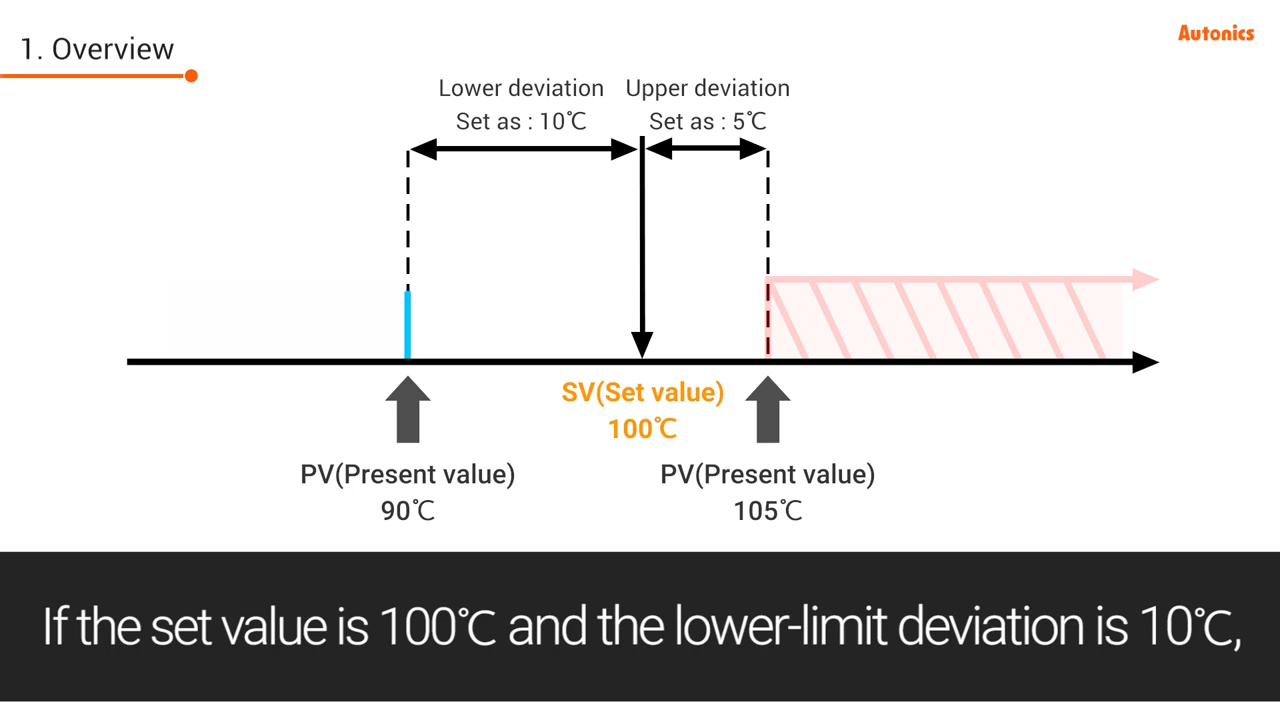 1. Overview
Autonics
Lower deviation
Set as : 10℃
Upper deviation
Set as : 5℃
SV(Set value)
100℃
PV(Present value)
90℃
PV(Present value)
105℃
If the set value is 100℃ and the lower-limit deviation is 10℃,